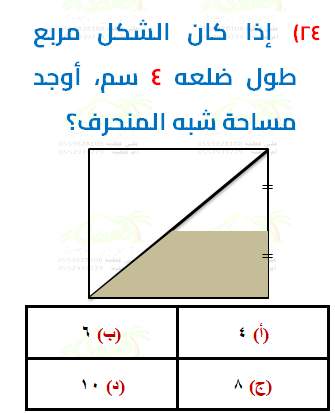 ٢٤) إذا كان الشكل مربع
طول ضلعه ٤ سم، أوجد
مساحة شبه المنحرف؟
(أ) ٤
(ب) ٦
(ج) ٨
(د) ١٠